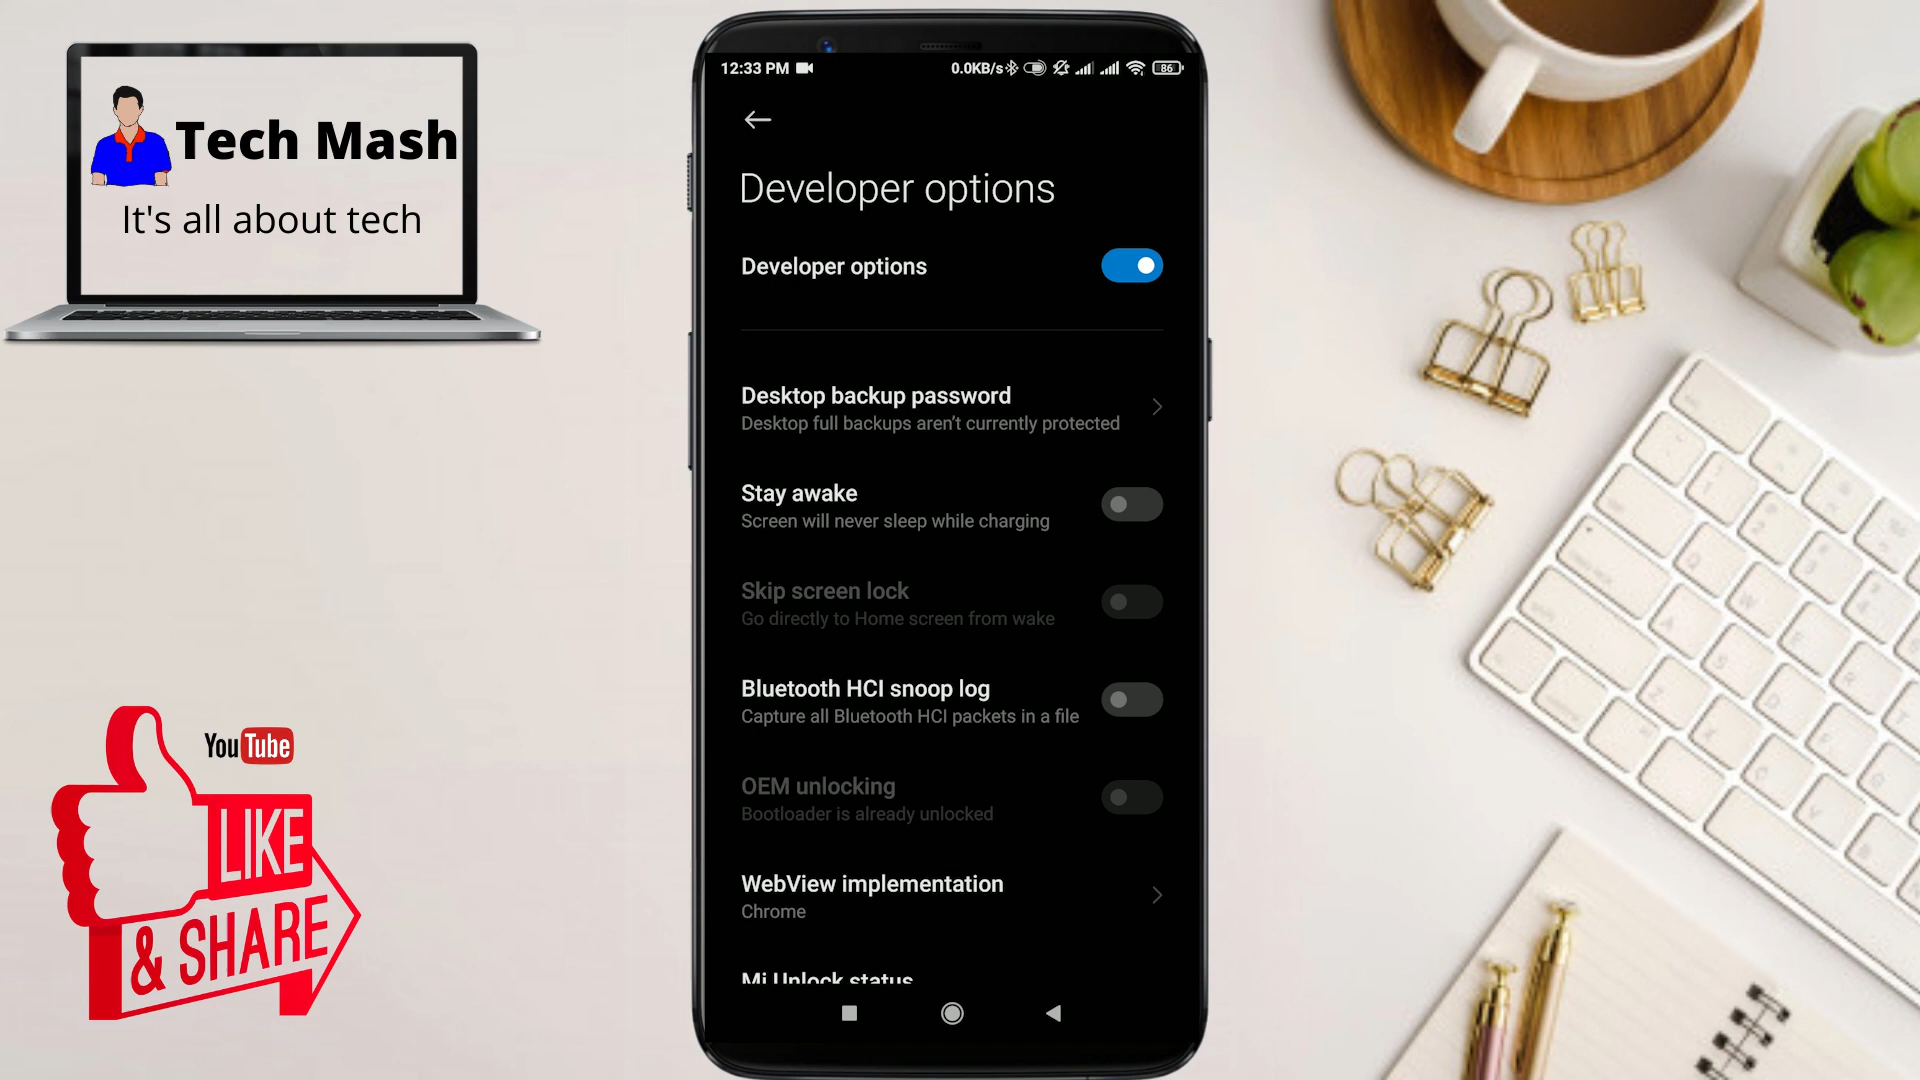 Tech Mash
It's all about tech
YouTube
LIKE
& SHARE
12:33 PM
0.0KB/s
86
Developer options
Developer options
Desktop backup password
Desktop full backups aren't currently protected
Stay awake
Screen will never sleep while charging
Skip screen lock
Go directly to Home screen from wake
Bluetooth HCI snoop log
Capture all Bluetooth HCI packets in a file
OEM unlocking
Bootloader is already unlocked
WebView implementation
Chrome
Mi Unlock status